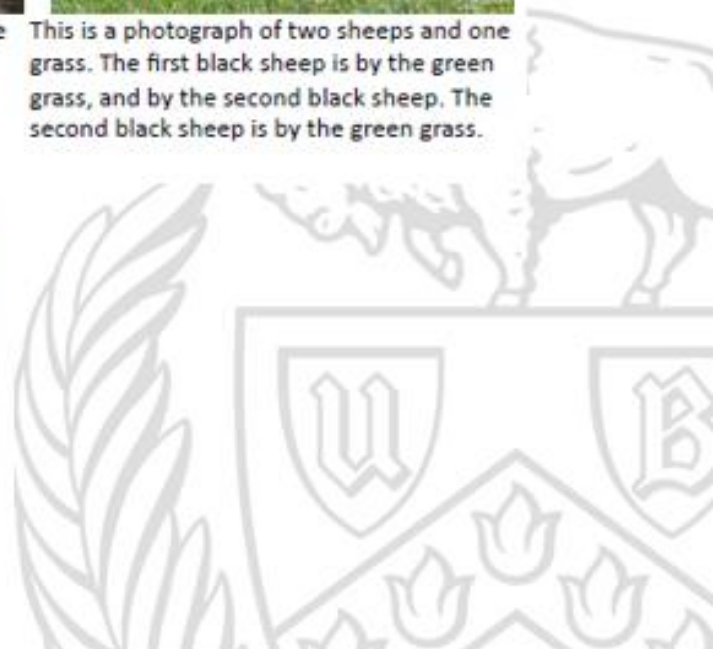 This is a photograph of two sheeps and one
grass. The first black sheep is by the green
grass, and by the second black sheep. The
second black sheep is by the green grass.
U B